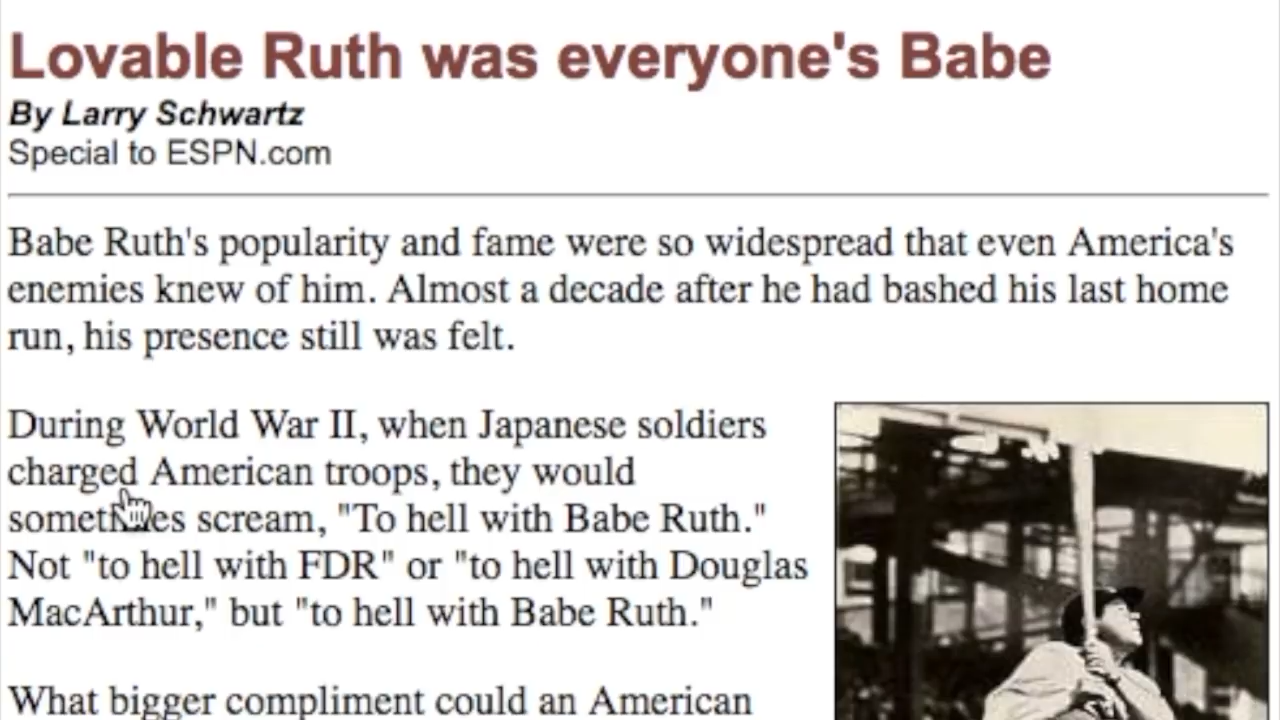 Lovable Ruth was everyone's Babe
By Larry Schwartz
Special to ESPN.com
Babe Ruth's popularity and fame were so widespread that even America's
enemies knew of him. Almost a decade after he had bashed his last home
run, his presence still was felt.
During World War II, when Japanese soldiers
charged American troops, they would
sometimes scream, "To hell with Babe Ruth."
Not "to hell with FDR" or "to hell with Douglas
MacArthur," but "to hell with Babe Ruth."
What bigger compliment could an American